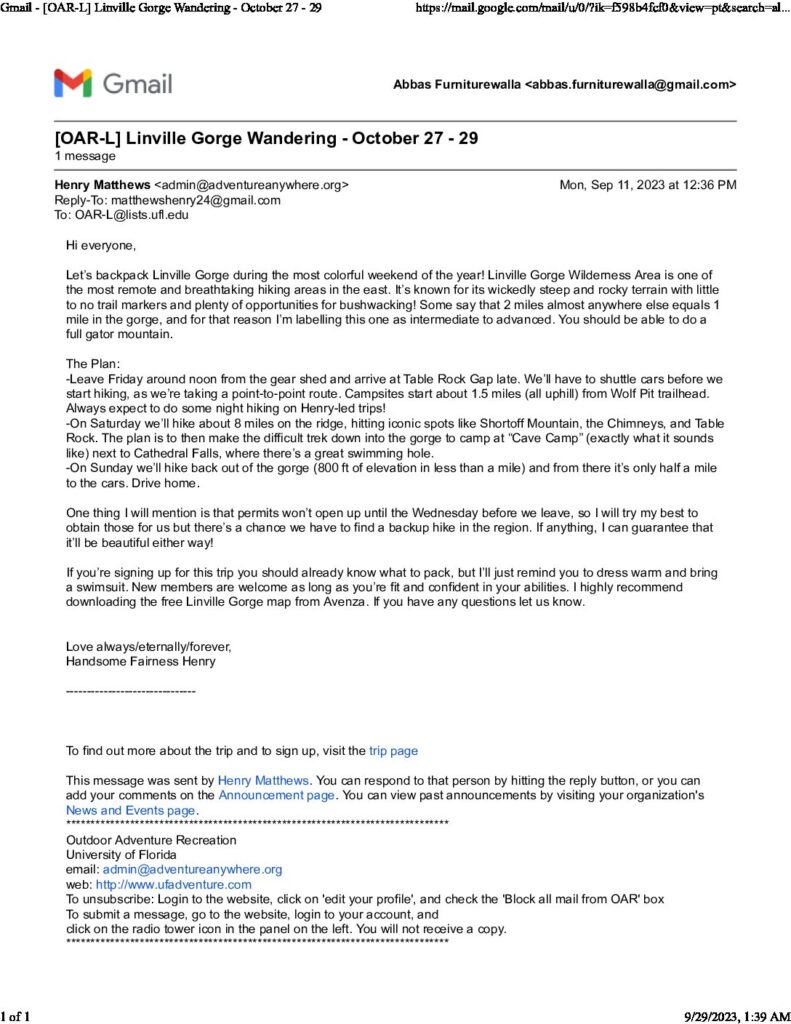 Gmail - [OAR-L] Linville Gorge Wandering - October 27 - 29
https://mail.google.com/mail/u/0/?ik=f598b4fcf0&view=pt&search=al...
Gmail
Abbas Furniturewalla <abbas.furniturewalla@gmail.com>
[OAR-L] Linville Gorge Wandering - October 27 - 29
1 message
Henry Matthews <admin@adventureanywhere.org>
Mon, Sep 11, 2023 at 12:36 PM
Reply-To: matthewshenry24@gmail.com
To: OAR-L@lists.ufl.edu
Hi everyone,
Let's backpack Linville Gorge during the most colorful weekend of the year! Linville Gorge Wilderness Area is one of
the most remote and breathtaking hiking areas in the east. It's known for its wickedly steep and rocky terrain with little
to no trail markers and plenty of opportunities for bushwacking! Some say that 2 miles almost anywhere else equals 1
mile in the gorge, and for that reason I'm labelling this one as intermediate to advanced. You should be able to do a
full gator mountain.
The Plan:
-Leave Friday around noon from the gear shed and arrive at Table Rock Gap late. We'll have to shuttle cars before we
start hiking, as we're taking a point-to-point route. Campsites start about 1.5 miles (all uphill) from Wolf Pit trailhead.
Always expect to do some night hiking on Henry-led trips!
-On Saturday we'll hike about 8 miles on the ridge, hitting iconic spots like Shortoff Mountain, the Chimneys, and Table
Rock. The plan is to then make the difficult trek down into the gorge to camp at "Cave Camp" (exactly what it sounds
like) next to Cathedral Falls, where there's a great swimming hole.
-On Sunday we'll hike back out of the gorge (800 ft of elevation in less than a mile) and from there it's only half a mile
to the cars. Drive home.
One thing I will mention is that permits won't open up until the Wednesday before we leave, so I will try my best to
obtain those for us but there's a chance we have to find a backup hike in the region. If anything, I can guarantee that
it'll be beautiful either way!
If you're signing up for this trip you should already know what to pack, but I'll just remind you to dress warm and bring
a swimsuit. New members are welcome as long as you're fit and confident in your abilities. I highly recommend
downloading the free Linville Gorge map from Avenza. If you have any questions let us know.
Love always/eternally/forever,
Handsome Fairness Henry
-------------------------------
To find out more about the trip and to sign up, visit the trip page
This message was sent by Henry Matthews. You can respond to that person by hitting the reply button, or you can
add your comments on the Announcement page. You can view past announcements by visiting your organization's
News and Events page.
********************************************************************************
Outdoor Adventure Recreation
University of Florida
email: admin@adventureanywhere.org
web: http://www.ufadventure.com
To unsubscribe: Login to the website, click on 'edit your profile', and check the 'Block all mail from OAR' box
To submit a message, go to the website, login to your account, and
click on the radio tower icon in the panel on the left. You will not receive a copy.
********************************************************************************
1 of 1
9/29/2023, 1:39 AM